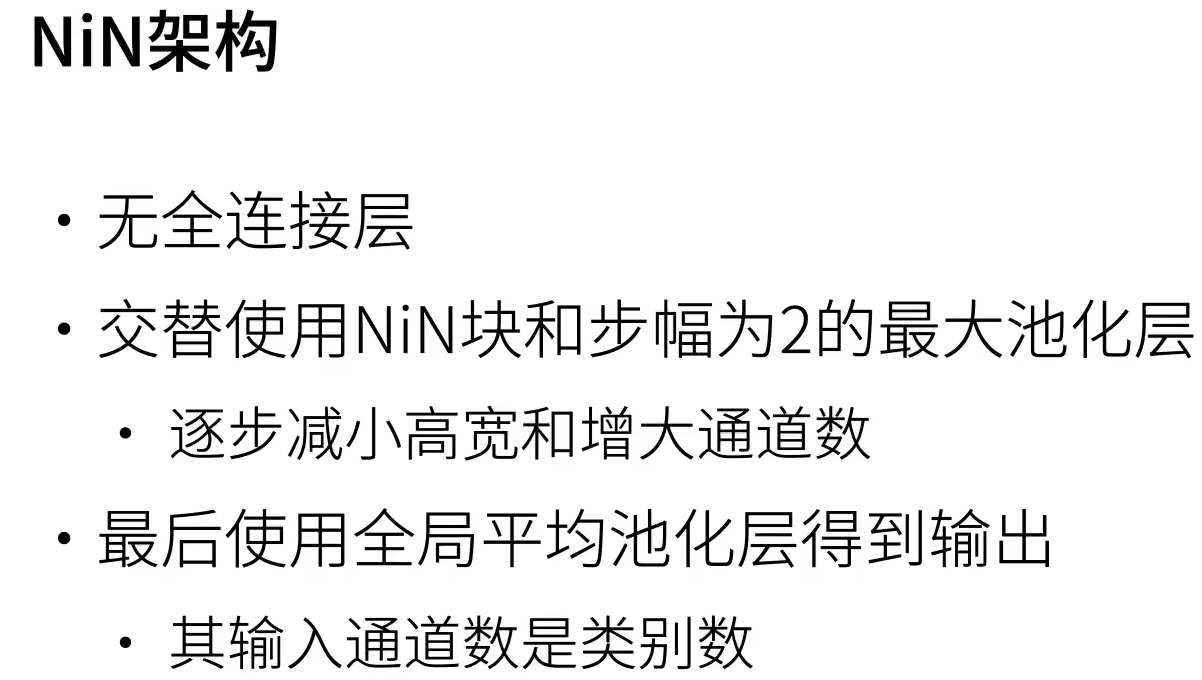 NiN架构
• 无全连接层
• 交替使用NiN块和步幅为2的最大池化层
• 逐步减小高宽和增大通道数
• 最后使用全局平均池化层得到输出
• 其输入通道数是类别数